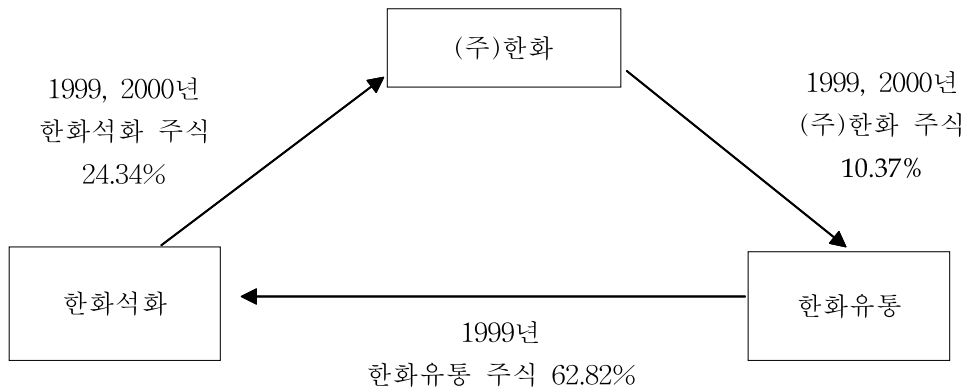 (주)한화
1999, 2000년
한화석화 주식
24.34%
1999, 2000년
(주)한화 주식
10.37%
한화석화
한화유통
1999년
한화유통 주식 62.82%